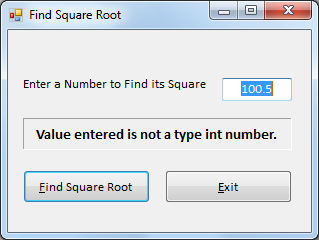 Find Square Root
Enter a Number to Find its Square
100.5
Value entered is not a type int number.
Find Square Root
Exit